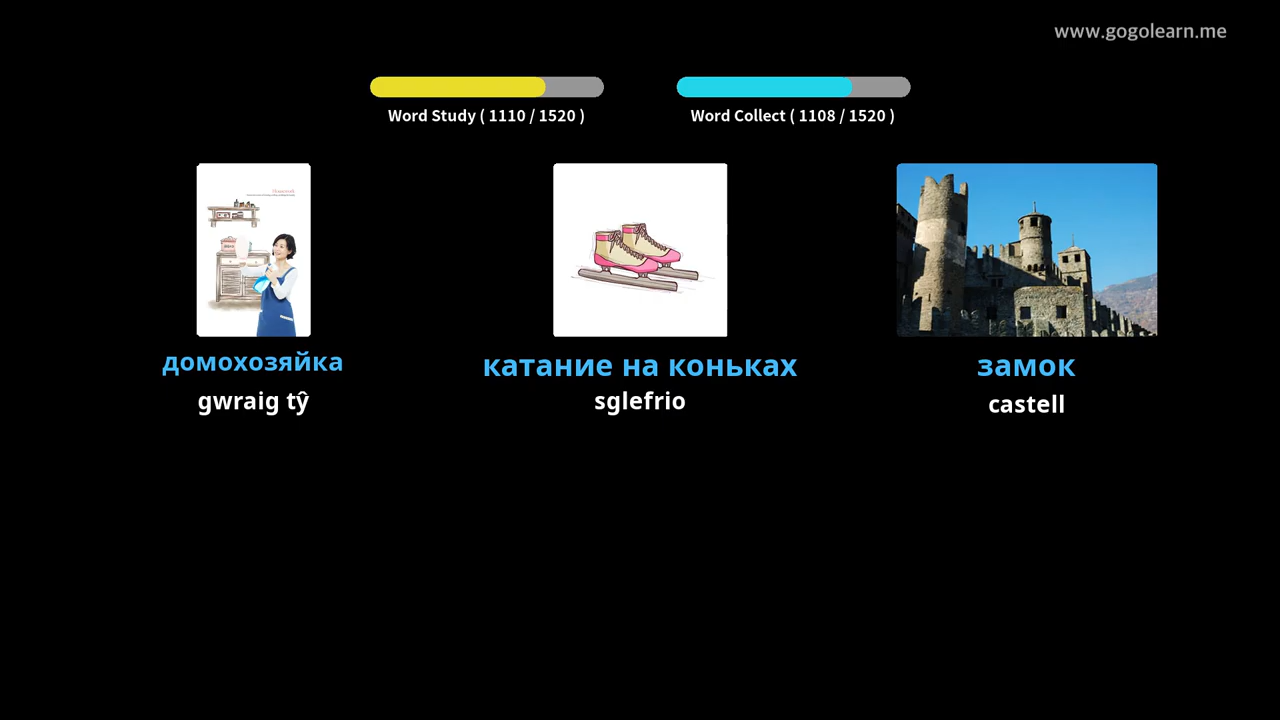 www.gogolearn.me
Word Study ( 1110 / 1520 )
Word Collect ( 1108 / 1520 )
домохозяйка
gwraig tŷ
катание на коньках
sglefrio
замок
castell